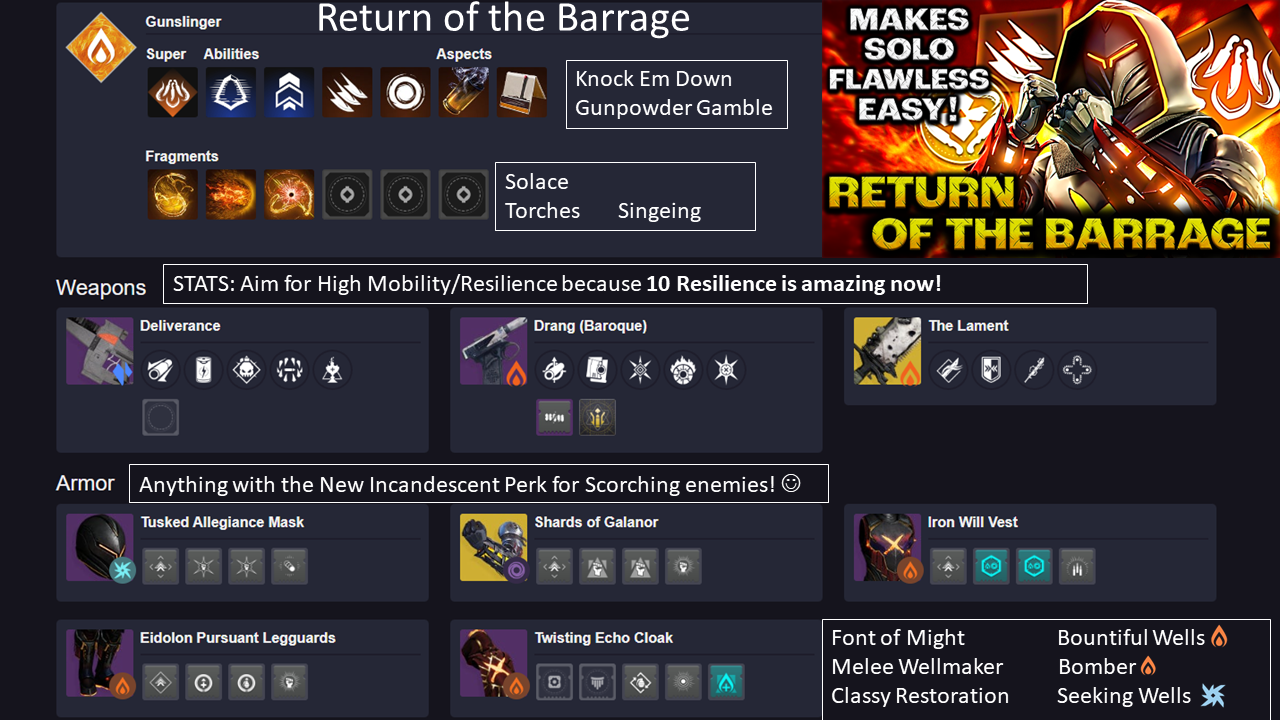 Return of the Barrage
Gunslinger
Super Abilities Aspects
Knock Em Down
Gunpowder Gamble
Fragments
Solace
Torches Singeing
MAKES
SOLO
FLAWLESS
EASY!
RETURN
OF THE BARRAGE
Weapons
STATS: Aim for High Mobility/Resilience because 10 Resilience is amazing now!
Deliverance
Drang (Baroque)
The Lament
Armor
Anything with the New Incandescent Perk for Scorching enemies! ☺
Tusked Allegiance Mask
Shards of Galanor
Iron Will Vest
Eidolon Pursuant Legguards
Twisting Echo Cloak
Font of Might Bountiful Wells
Melee Wellmaker Bomber
Classy Restoration Seeking Wells